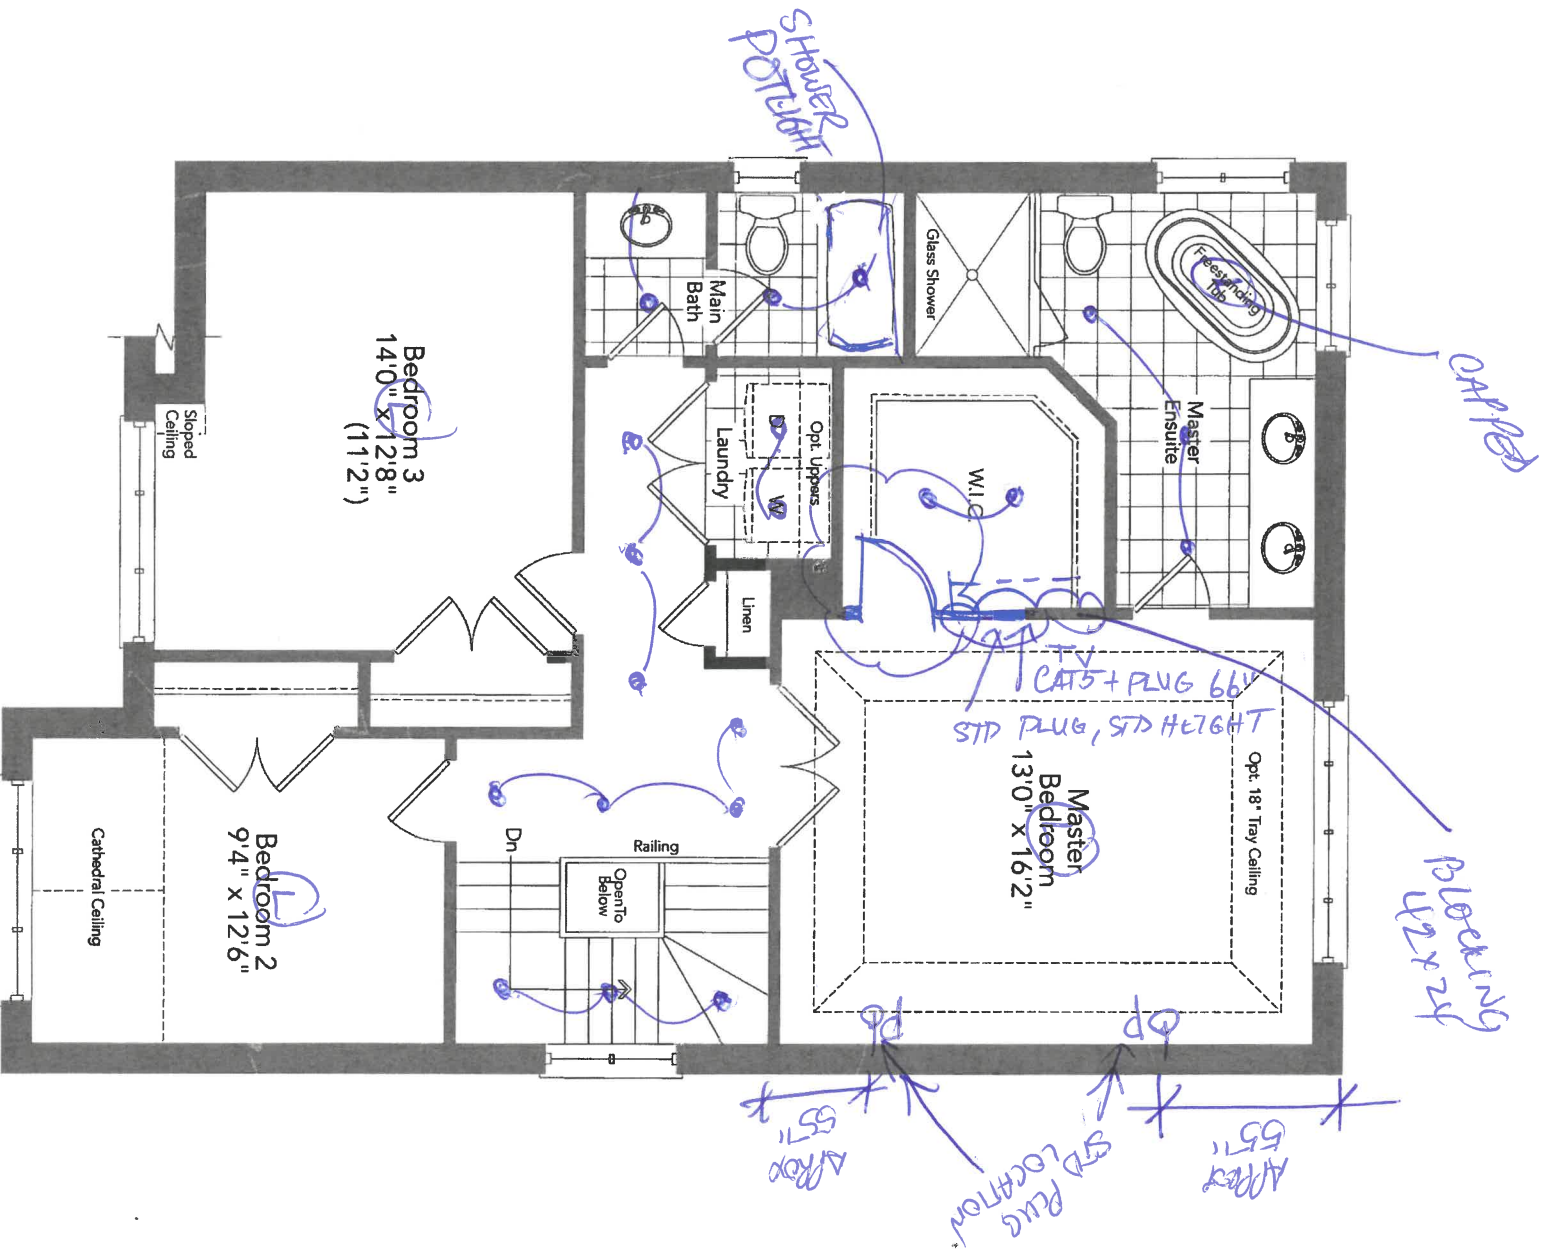 SHOWER
POTLIGHT
Glass Shower
Freestanding
Tub
CAPPED
Main
Bath
Master
Ensuite
Bedroom 3
14'0" x 12'8"
(11'2")
L
Sloped
Ceiling
D
W
Opt. Uppers
Laundry
W.I.C.
Linen
TV
CAT5 + PLUG 66"
STD PLUG, STD HEIGHT
Opt. 18" Tray Ceiling
Master
Bedroom
13'0" x 16'2"
L
BLOCKING
42 x 24
Dn
Railing
Open To
Below
Bedroom 2
9'4" x 12'6"
L
Cathedral Ceiling
55"
APPROX
STD PLUG
LOCATION
55"
APPROX